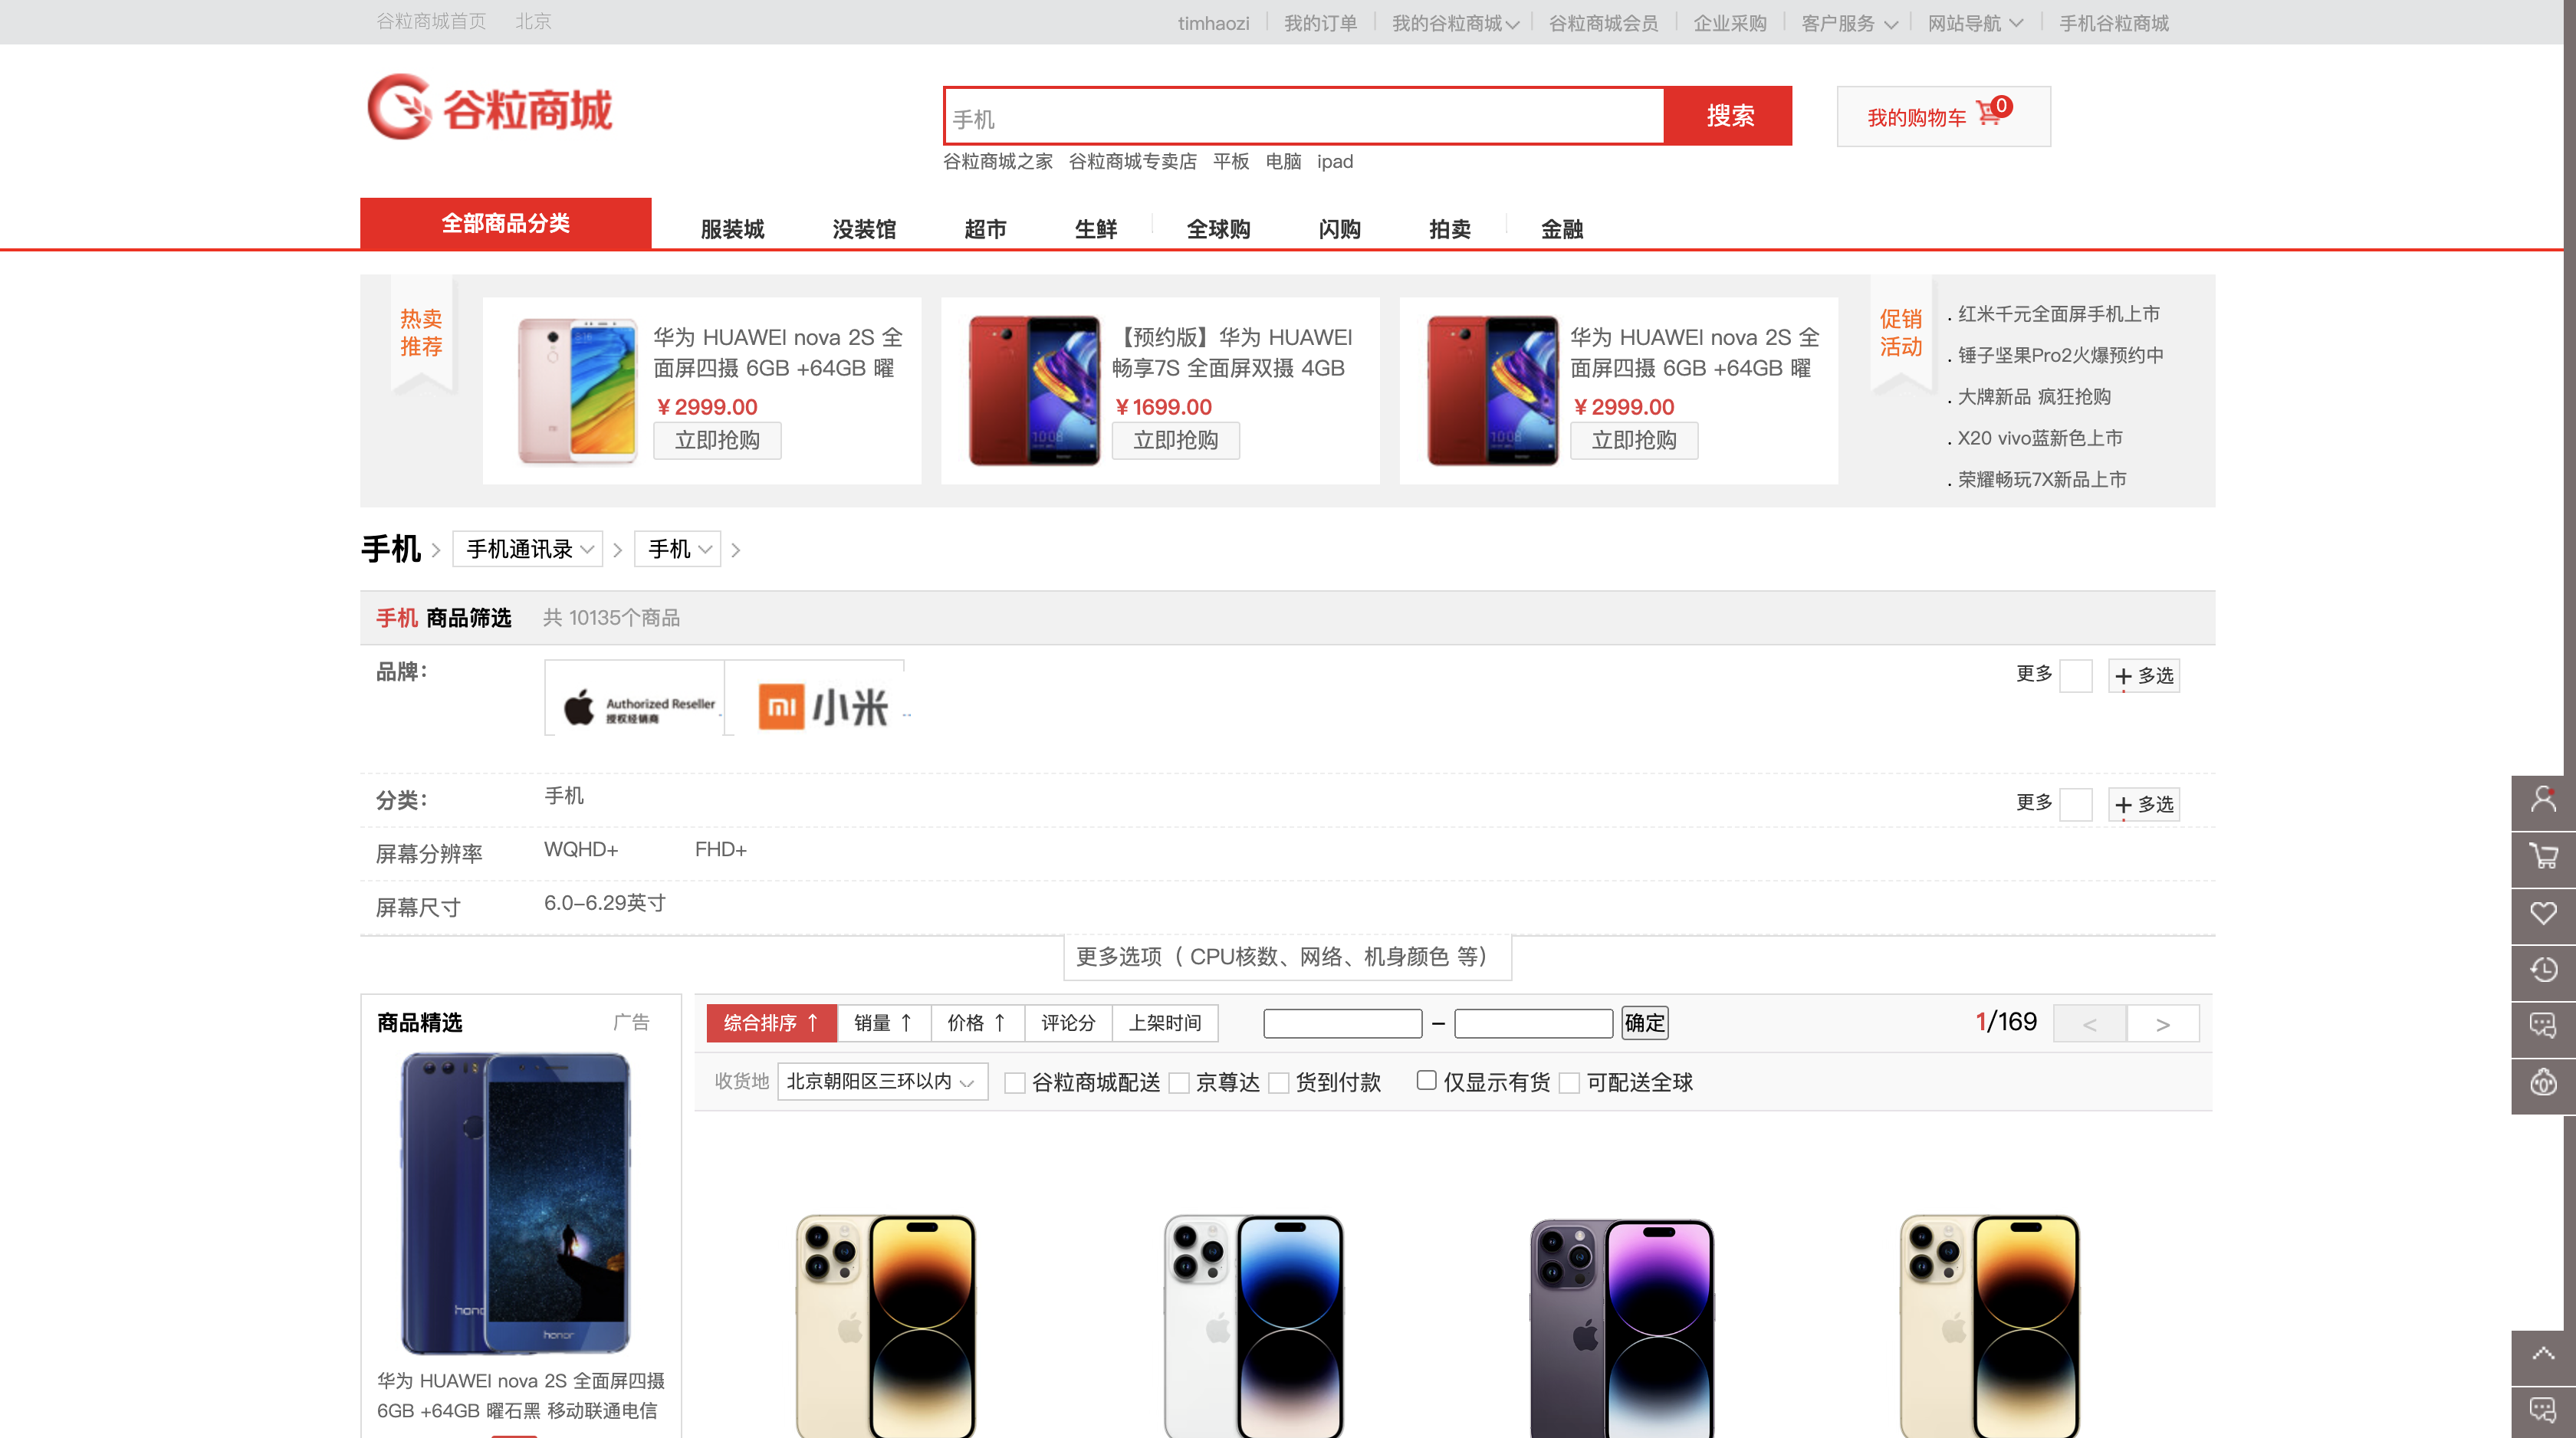 谷粒商城首页 北京 timhaozi 我的订单 我的谷粒商城 谷粒商城会员 企业采购 客户服务 网站导航 手机谷粒商城
谷粒商城
手机 搜索
我的购物车 0
谷粒商城之家 谷粒商城专卖店 平板 电脑 ipad
全部商品分类 服装城 没装馆 超市 生鲜 全球购 闪购 拍卖 金融
热卖
推荐
华为 HUAWEI nova 2S 全
面屏四摄 6GB +64GB 曜
¥2999.00
立即抢购
【预约版】华为 HUAWEI
畅享7S 全面屏双摄 4GB
¥1699.00
立即抢购
华为 HUAWEI nova 2S 全
面屏四摄 6GB +64GB 曜
¥2999.00
立即抢购
促销
活动
. 红米千元全面屏手机上市
. 锤子坚果Pro2火爆预约中
. 大牌新品 疯狂抢购
. X20 vivo蓝新色上市
. 荣耀畅玩7X新品上市
手机 > 手机通讯录 > 手机 >
手机 商品筛选 共 10135个商品
品牌： Authorized Reseller
授权经销商
mi 小米
更多 + 多选
分类： 手机 更多 + 多选
屏幕分辨率 WQHD+ FHD+
屏幕尺寸 6.0-6.29英寸
更多选项（ CPU核数、网络、机身颜色 等）
商品精选 广告
honor
华为 HUAWEI nova 2S 全面屏四摄
6GB +64GB 曜石黑 移动联通电信
综合排序 ↑ 销量 ↑ 价格 ↑ 评论分 上架时间 – 确定 1/169 < >
收货地 北京朝阳区三环以内 谷粒商城配送 京尊达 货到付款 仅显示有货 可配送全球